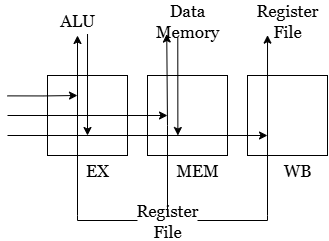 ALU
Data
Memory
Register
File
EX
MEM
WB
Register
File